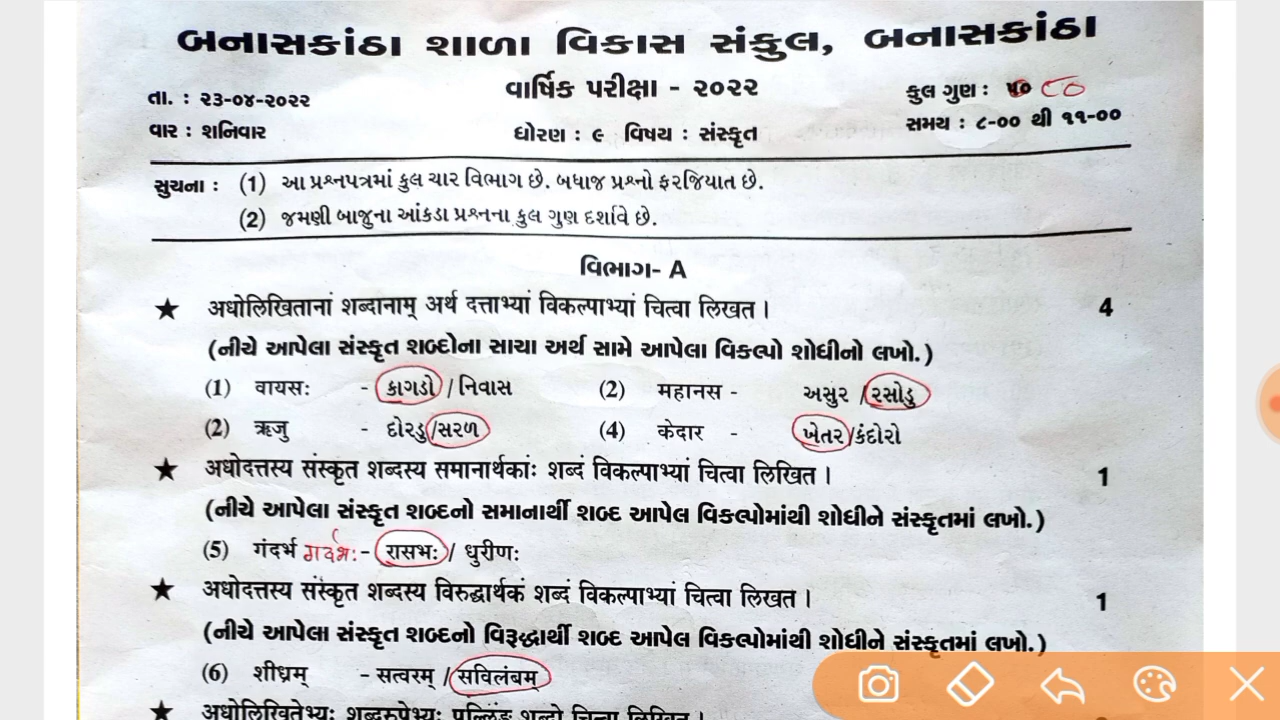 બનાસકાંઠા શાળા વિકાસ સંકુલ, બનાસકાંઠા
વાર્ષિક પરીક્ષા - ૨૦૨૨
તા. : ૨૩-૦૪-૨૦૨૨
કુલ ગુણ : ૫૦ ૮૦
વાર : શનિવાર
ધોરણ : ૯ વિષય : સંસ્કૃત
સમય : ૮-૦૦ થી ૧૧-૦૦
સુચના : (1) આ પ્રશ્નપત્રમાં કુલ ચાર વિભાગ છે. બધાજ પ્રશ્નો ફરજિયાત છે.
(2) જમણી બાજુના આંકડા પ્રશ્નના કુલ ગુણ દર્શાવે છે.
વિભાગ- A
★ अधोलिखितानां शब्दानाम् अर्थ दत्ताभ्यां विकल्पाभ्यां चित्वा लिखत । 4
(નીચે આપેલા સંસ્કૃત શબ્દોના સાચા અર્થ સામે આપેલા વિકલ્પો શોધીનો લખો.)
(1) वायसः - કાગડો / નિવાસ (2) महानस - અસુર / રસોડુ
(2) ऋजु - દોરડુ/સરળ (4) केदार - ખેતર/કંદોરો
★ अधोदत्तस्य संस्कृत शब्दस्य समानार्थकांः शब्दं विकल्पाभ्यां चित्वा लिखित । 1
(નીચે આપેલા સંસ્કૃત શબ્દનો સમાનાર્થી શબ્દ આપેલ વિકલ્પોમાંથી શોધીને સંસ્કૃતમાં લખો.)
(5) गंदर्भ गर्दभः - रासभः / धुरीणः
★ अधोदत्तस्य संस्कृत शब्दस्य विरुद्धार्थकं शब्दं विकल्पाभ्यां चित्वा लिखत । 1
(નીચે આપેલા સંસ્કૃત શબ્દનો વિરૂદ્ધાર્થી શબ્દ આપેલ વિકલ્પોમાંથી શોધીને સંસ્કૃતમાં લખો.)
(6) शीध्रम् - सत्वरम् / सविलंबम्
★ अधोलिखितेभ्यः शब्दरुपेभ्यः